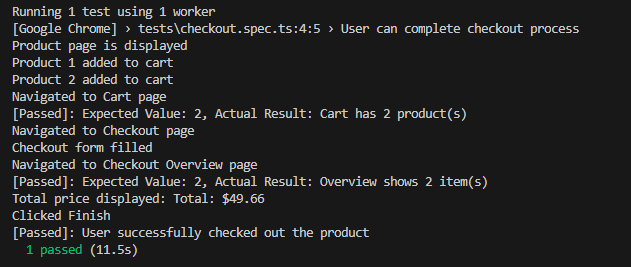 Running 1 test using 1 worker
[Google Chrome] › tests\checkout.spec.ts:4:5 › User can complete checkout process
Product page is displayed
Product 1 added to cart
Product 2 added to cart
Navigated to Cart page
[Passed]: Expected Value: 2, Actual Result: Cart has 2 product(s)
Navigated to Checkout page
Checkout form filled
Navigated to Checkout Overview page
[Passed]: Expected Value: 2, Actual Result: Overview shows 2 item(s)
Total price displayed: Total: $49.66
Clicked Finish
[Passed]: User successfully checked out the product
1 passed (11.5s)